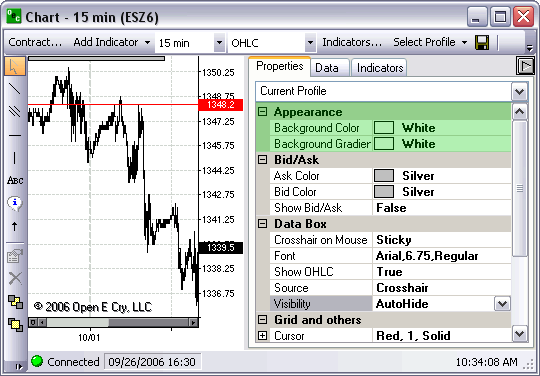 Chart - 15 min (ESZ6)
Contract... Add Indicator 15 min OHLC Indicators... Select Profile
Properties Data Indicators
Current Profile
Appearance
Background Color White
Background Gradier White
Bid/Ask
Ask Color Silver
Bid Color Silver
Show Bid/Ask False
Data Box
Crosshair on Mouse Sticky
Font Arial,6.75,Regular
Show OHLC True
Source Crosshair
Visibility AutoHide
Grid and others
Cursor Red, 1, Solid
ABC
1350.25
1348.2
1346.25
1344.25
1342.75
1341.25
1339.5
1338.25
1336.75
© 2006 Open E Cry, LLC
10/01
Connected 09/26/2006 16:30 10:34:08 AM